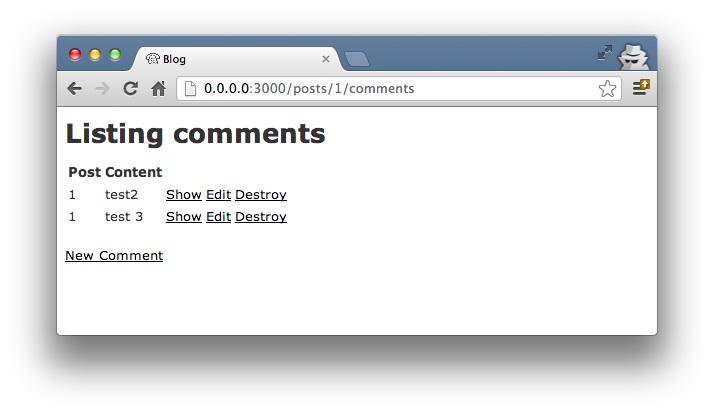 Blog
0.0.0.0:3000/posts/1/comments
Listing comments
Post Content
1 test2 Show Edit Destroy
1 test 3 Show Edit Destroy
New Comment